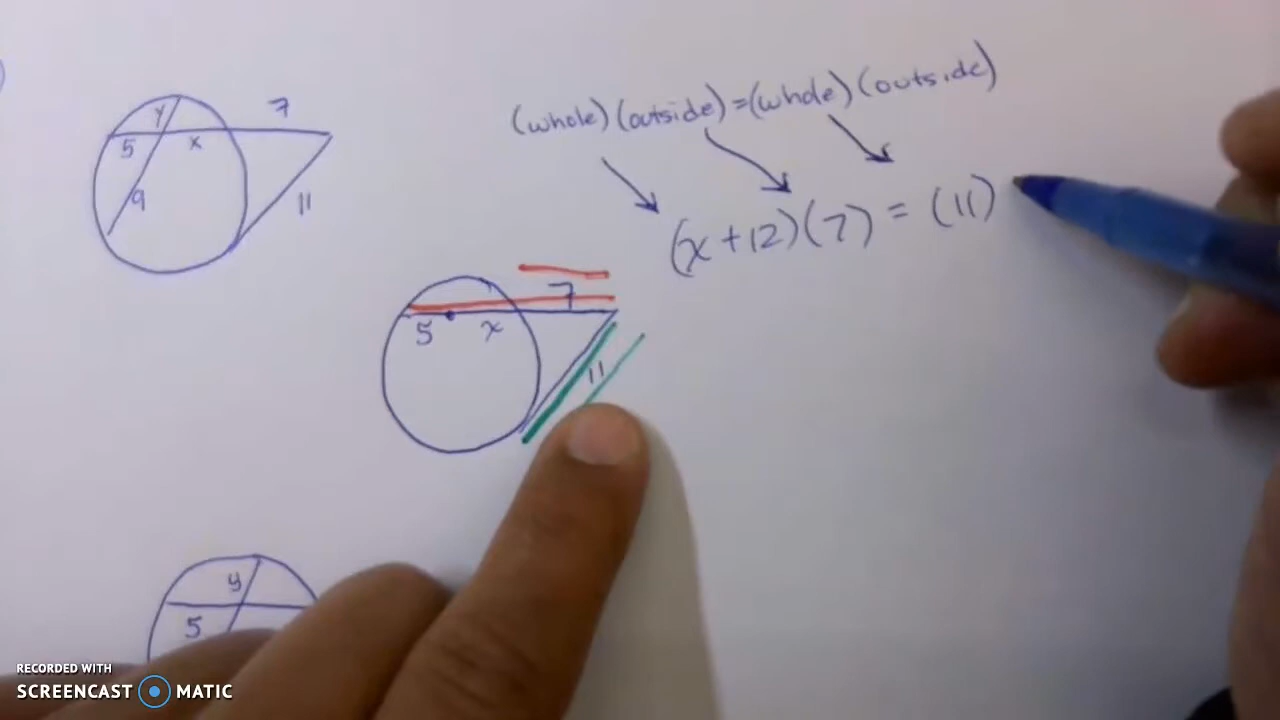 7
y
5
x
9
11
(whole)(outside)=(whole)(outside)
(x+12)(7) = (11)
7
5
x
11
y
5
RECORDED WITH
SCREENCAST MATIC